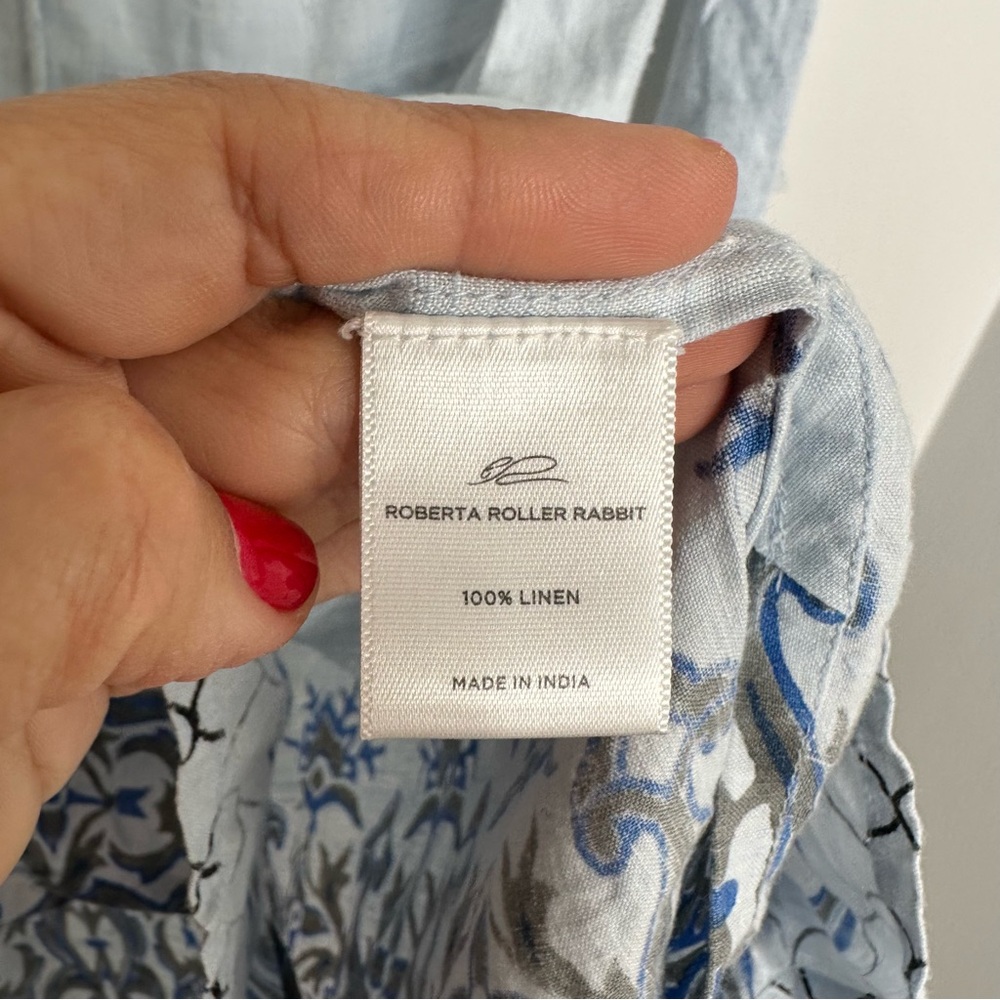 ROBERTA ROLLER RABBIT
100% LINEN
MADE IN INDIA